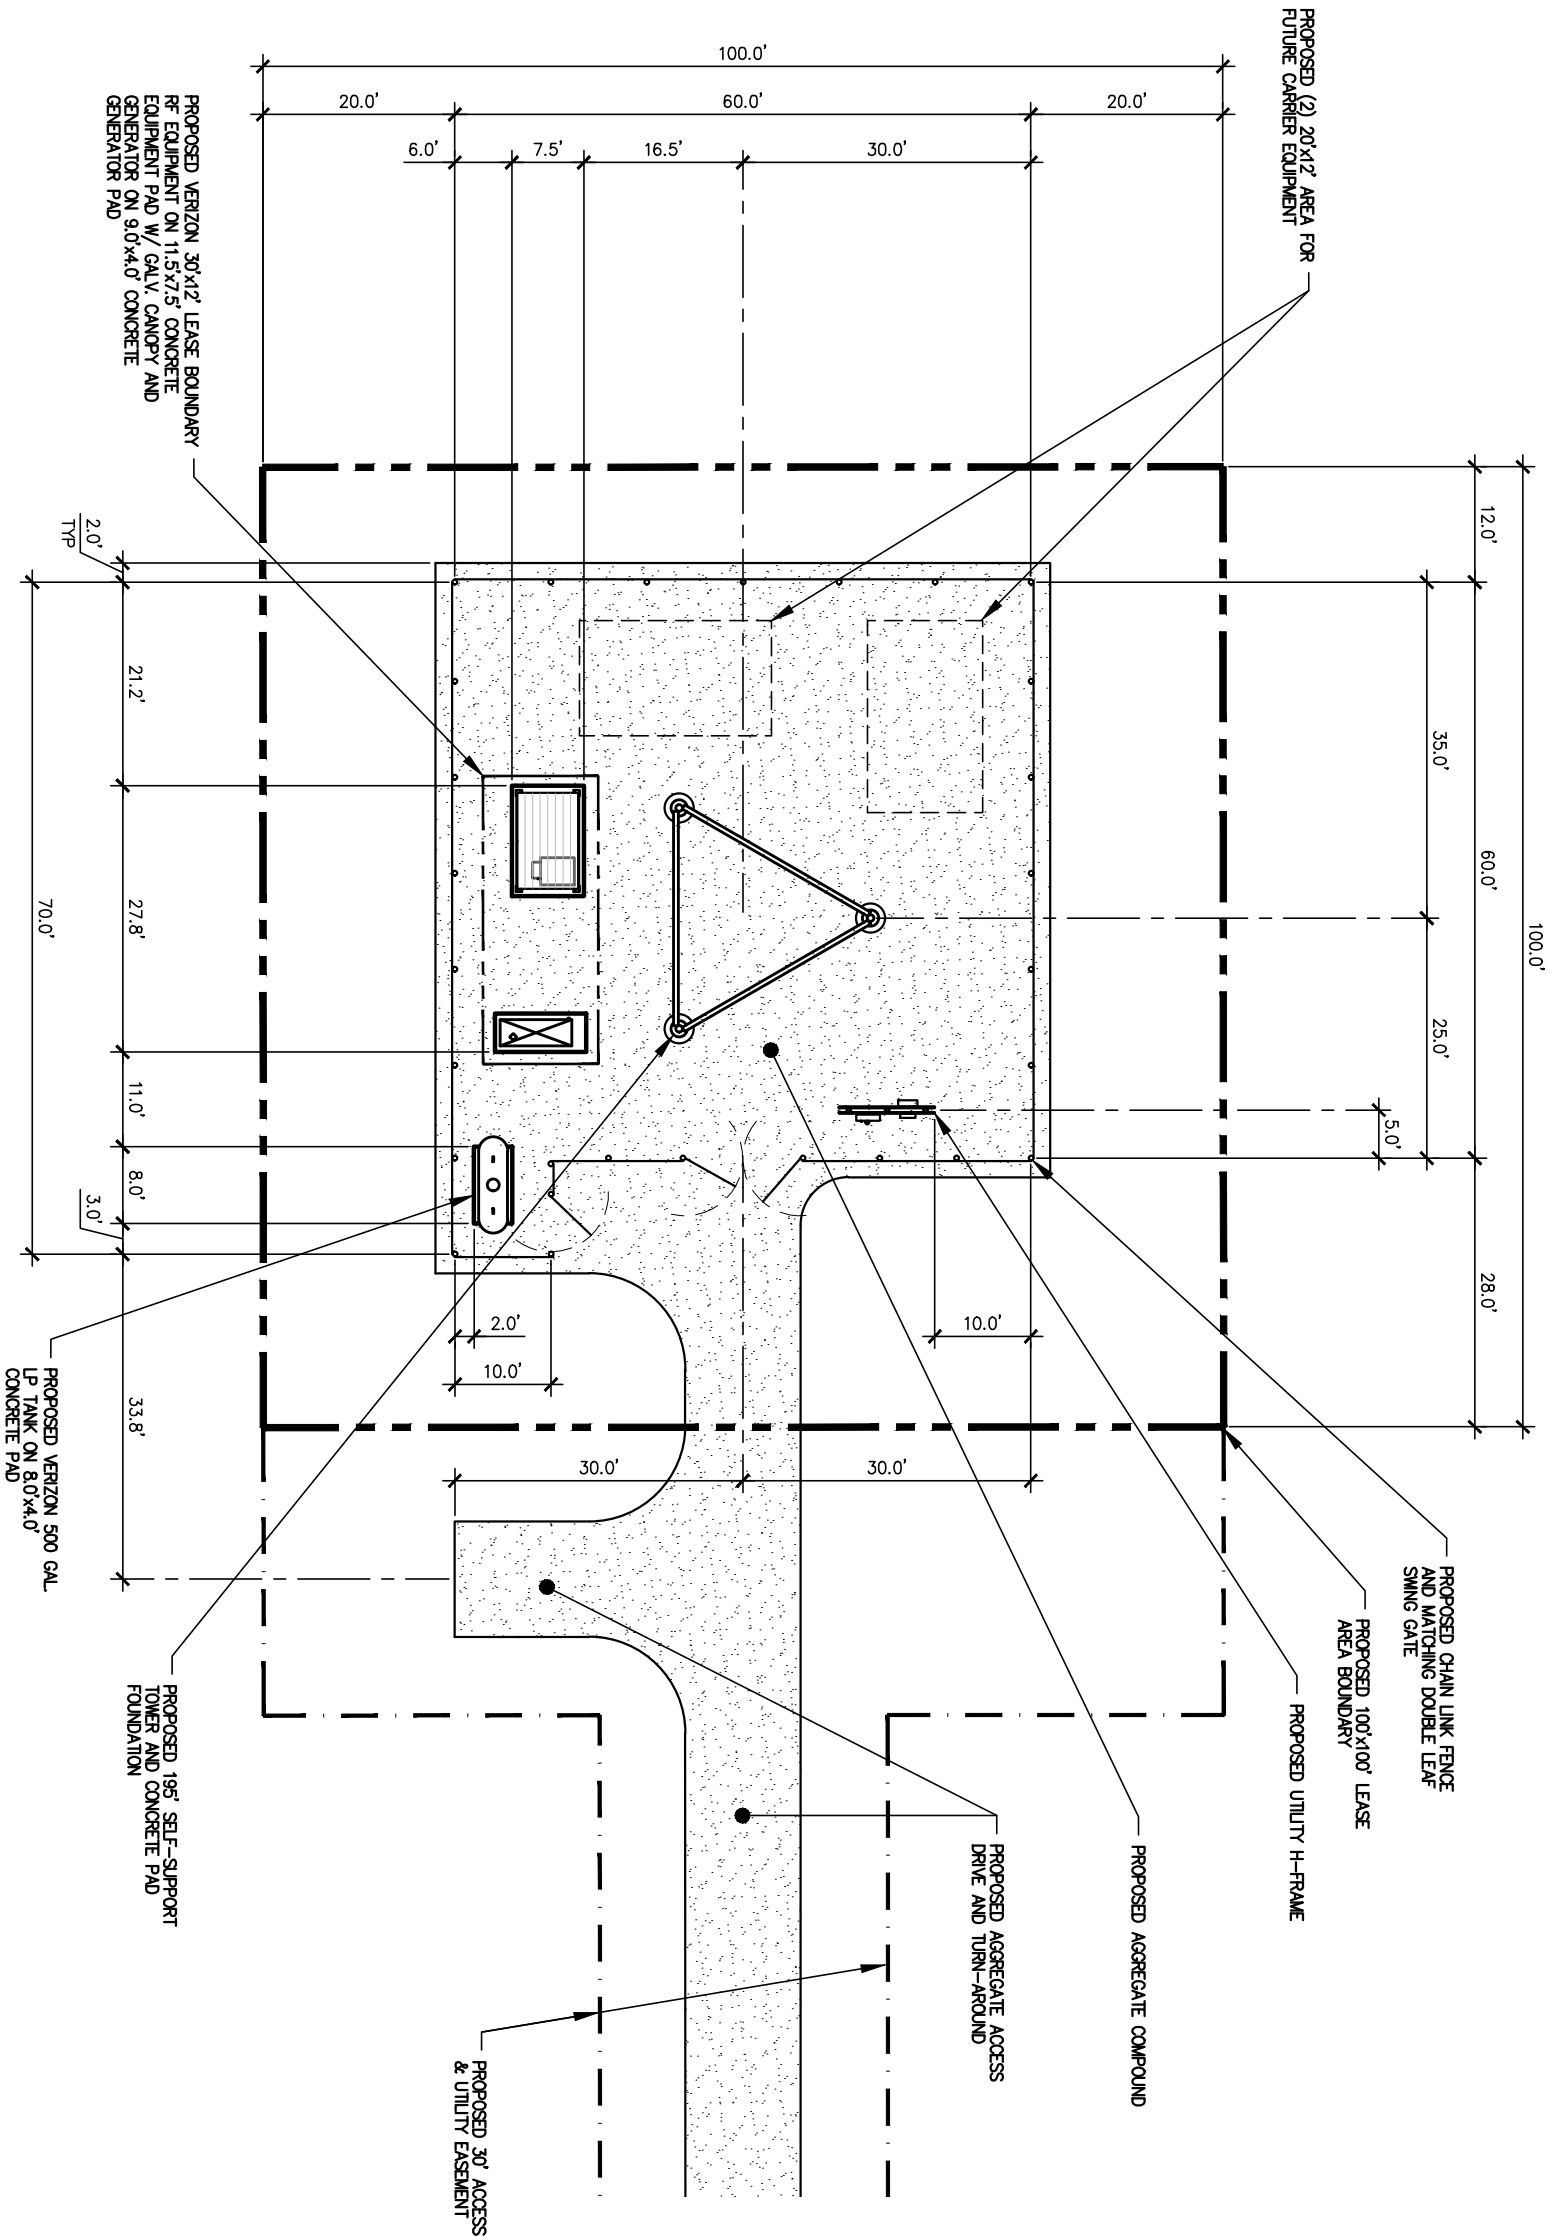 PROPOSED (2) 20'x12' AREA FOR
FUTURE CARRIER EQUIPMENT
100.0'
20.0'
60.0'
20.0'
6.0'
7.5'
16.5'
30.0'
PROPOSED VERIZON 30'x12' LEASE BOUNDARY
RF EQUIPMENT ON 11.5'x7.5' CONCRETE
EQUIPMENT PAD W/ GALV. CANOPY AND
GENERATOR ON 9.0'x4.0' CONCRETE
GENERATOR PAD
100.0'
12.0'
60.0'
28.0'
35.0'
25.0'
5.0'
2.0'
TYP
21.2'
27.8'
11.0'
8.0'
3.0'
33.8'
70.0'
2.0'
10.0'
10.0'
30.0'
30.0'
PROPOSED CHAIN LINK FENCE
AND MATCHING DOUBLE LEAF
SWING GATE
PROPOSED 100'x100' LEASE
AREA BOUNDARY
PROPOSED UTILITY H-FRAME
PROPOSED AGGREGATE COMPOUND
PROPOSED AGGREGATE ACCESS
DRIVE AND TURN-AROUND
PROPOSED 30' ACCESS
& UTILITY EASEMENT
PROPOSED 195' SELF-SUPPORT
TOWER AND CONCRETE PAD
FOUNDATION
PROPOSED VERIZON 500 GAL.
LP TANK ON 8.0'x4.0'
CONCRETE PAD